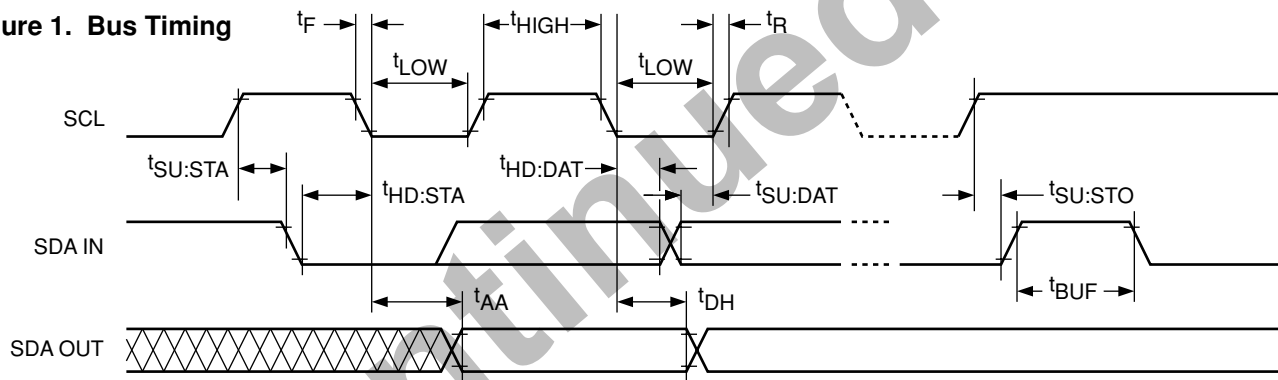 ure 1. Bus Timing
tF
tHIGH
tR
tLOW
tLOW
SCL
tSU:STA
tHD:STA
tHD:DAT
tSU:DAT
tSU:STO
SDA IN
tBUF
tAA
tDH
SDA OUT
ntinued